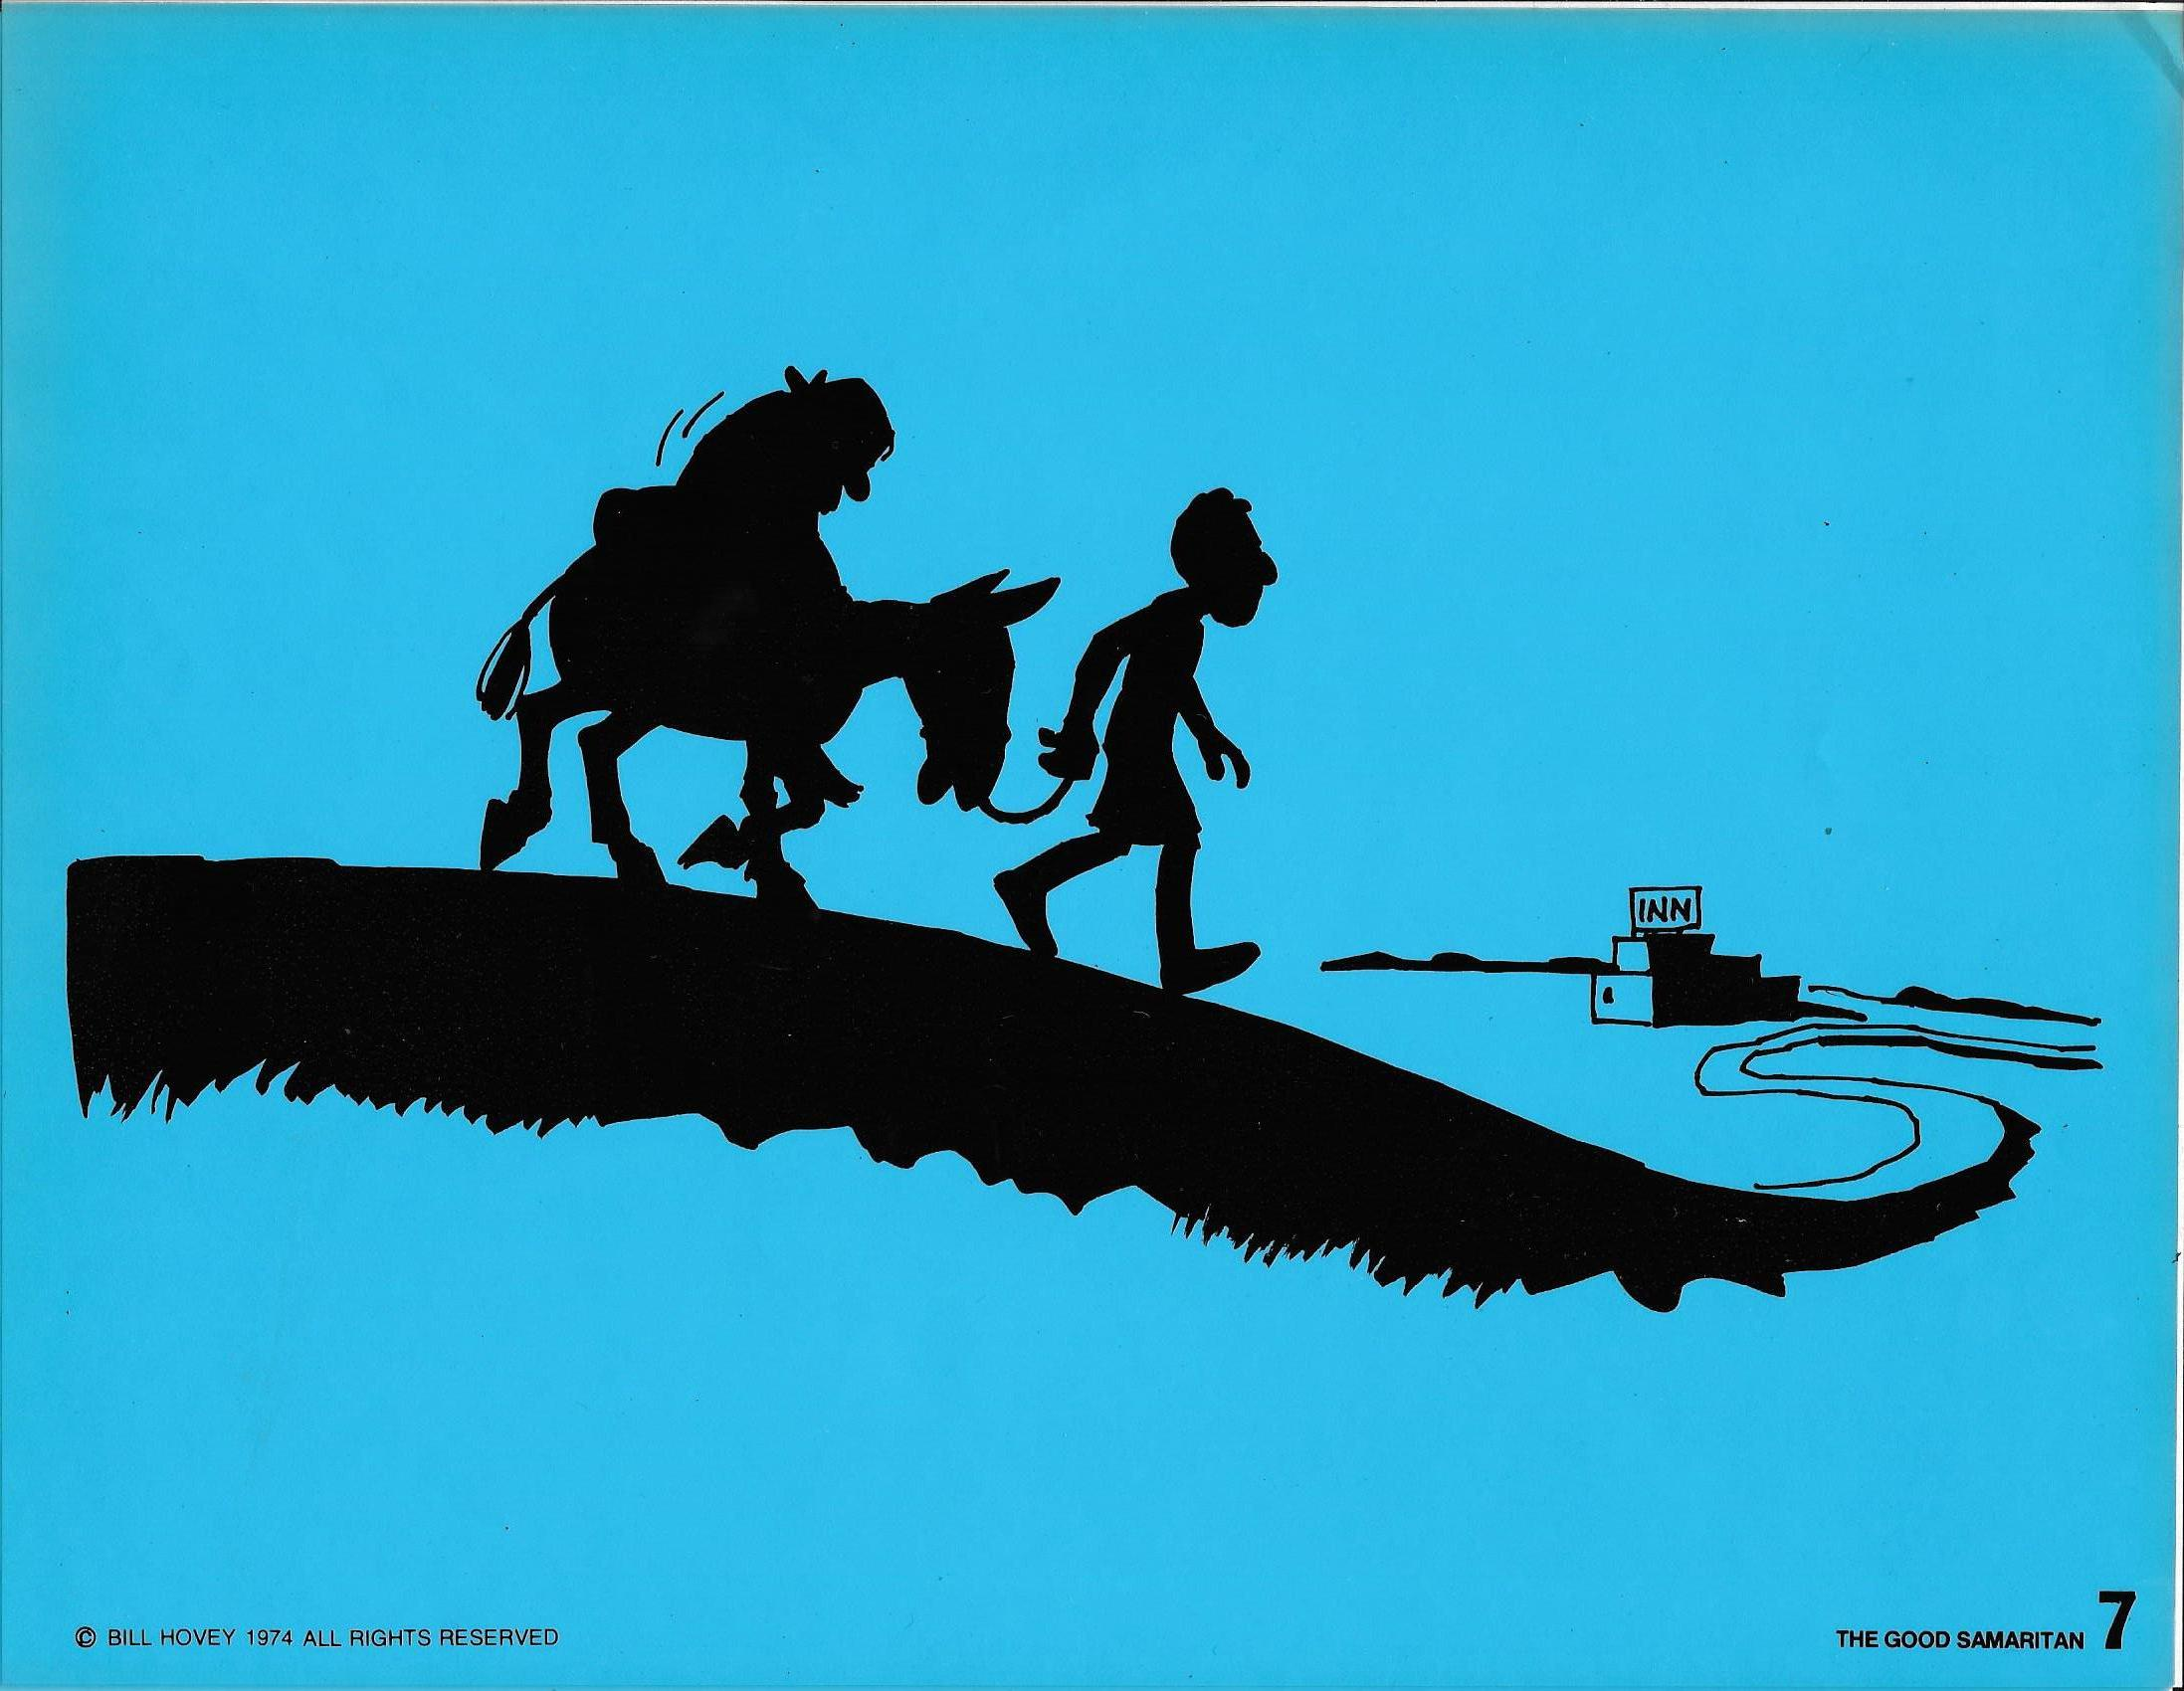 INN
© BILL HOVEY 1974 ALL RIGHTS RESERVED
THE GOOD SAMARITAN 7